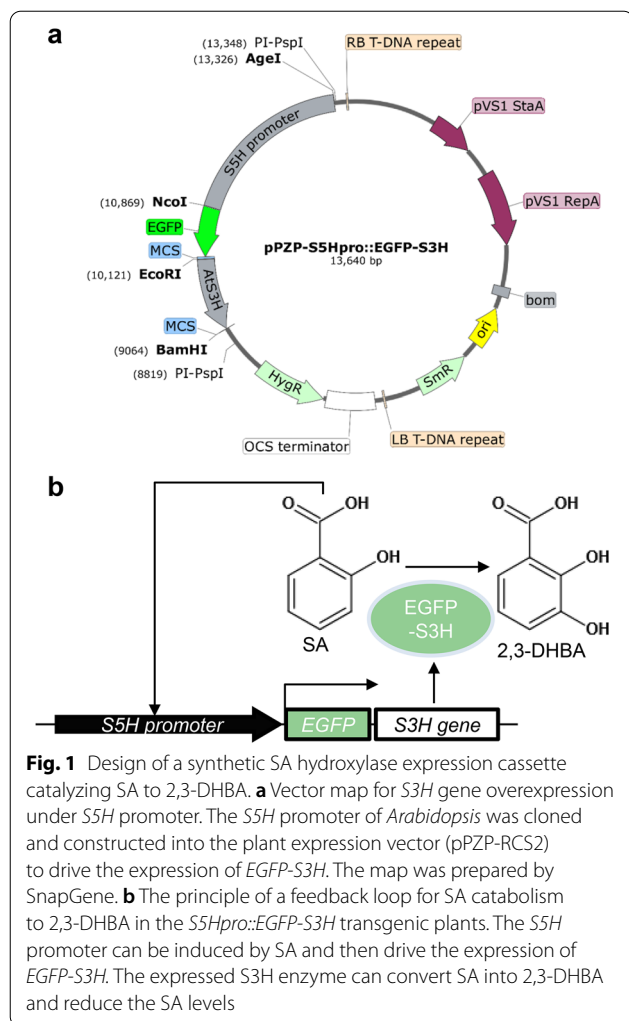 a
(13,348) PI-PspI
(13,326) AgeI
RB T-DNA repeat
pVS1 StaA
S5H promoter
pVS1 RepA
(10,869) NcoI
EGFP
MCS
(10,121) EcoRI
AtS3H
pPZP-S5Hpro::EGFP-S3H
13,640 bp
bom
MCS
(9064) BamHI
(8819) PI-PspI
ori
HygR
SmR
OCS terminator
LB T-DNA repeat
b
O
OH
OH
SA
EGFP
-S3H
O
OH
OH
OH
2,3-DHBA
S5H promoter
EGFP
S3H gene
Fig. 1 Design of a synthetic SA hydroxylase expression cassette
catalyzing SA to 2,3-DHBA. a Vector map for S3H gene overexpression
under S5H promoter. The S5H promoter of Arabidopsis was cloned
and constructed into the plant expression vector (pPZP-RCS2)
to drive the expression of EGFP-S3H. The map was prepared by
SnapGene. b The principle of a feedback loop for SA catabolism
to 2,3-DHBA in the S5Hpro::EGFP-S3H transgenic plants. The S5H
promoter can be induced by SA and then drive the expression of
EGFP-S3H. The expressed S3H enzyme can convert SA into 2,3-DHBA
and reduce the SA levels